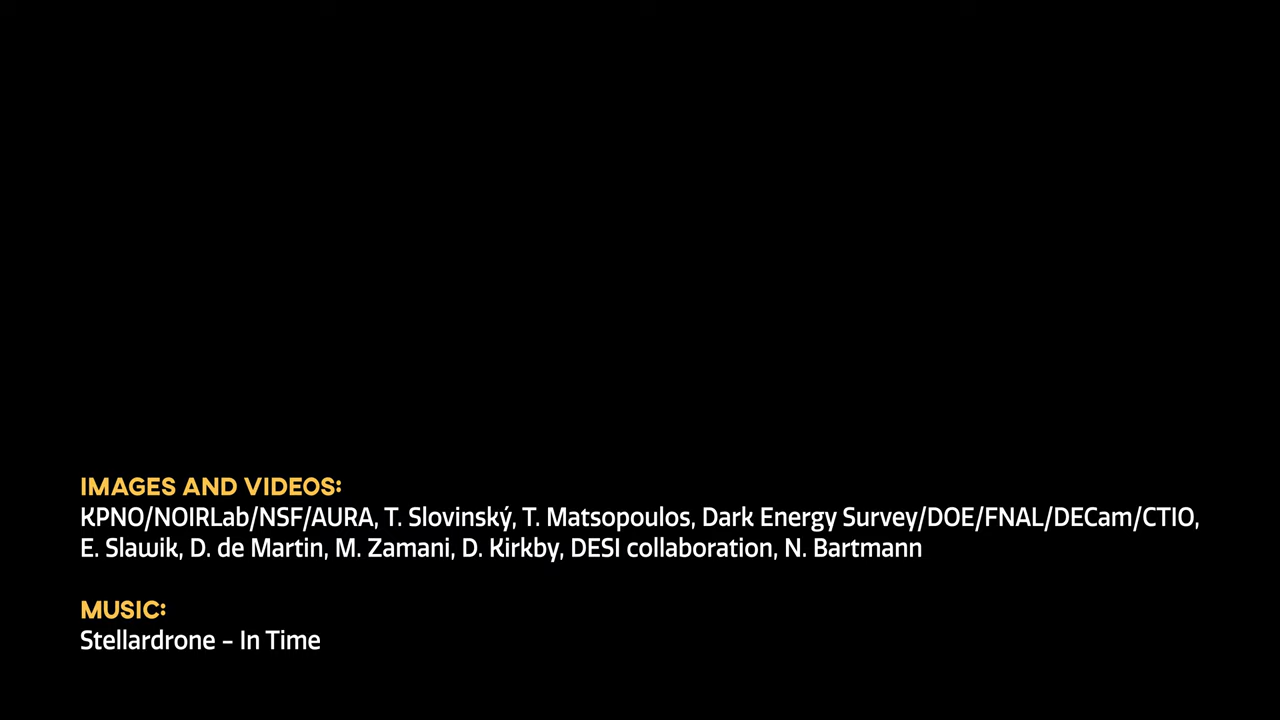 IMAGES AND VIDEOS:
KPNO/NOIRLab/NSF/AURA, T. Slovinský, T. Matsopoulos, Dark Energy Survey/DOE/FNAL/DECam/CTIO,
E. Slawik, D. de Martin, M. Zamani, D. Kirkby, DESI collaboration, N. Bartmann
MUSIC:
Stellardrone – In Time